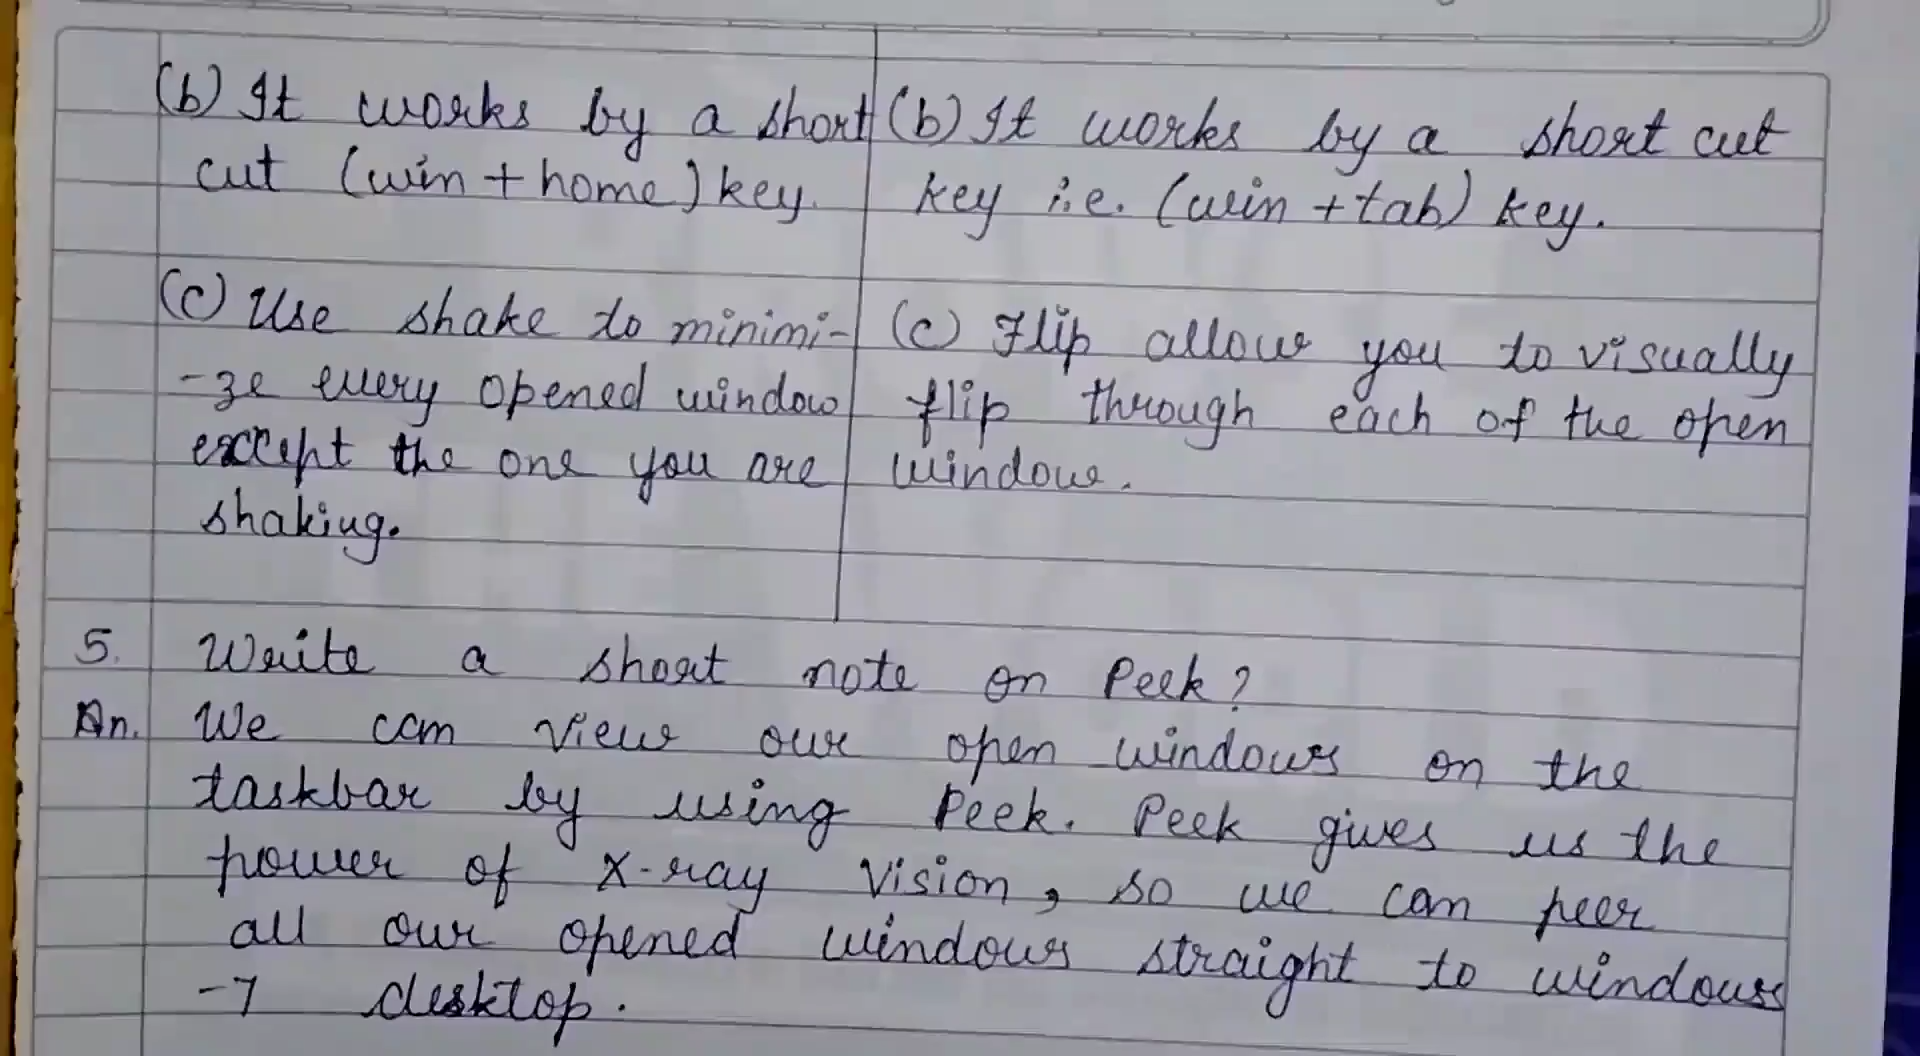 (b) It works by a short
cut (win + home) key.
(c) Use shake to minimi-
-ze every opened window
except the one you are
shaking.
(b) It works by a short cut
key i.e. (win + tab) key.
(c) Flip allow you to visually
flip through each of the open
window.
5. Write a short note on Peek?
An. We can view our open windows on the
taskbar by using Peek. Peek gives us the
power of X-ray vision, so we can peer
all our opened windows straight to windows
-7 desktop.